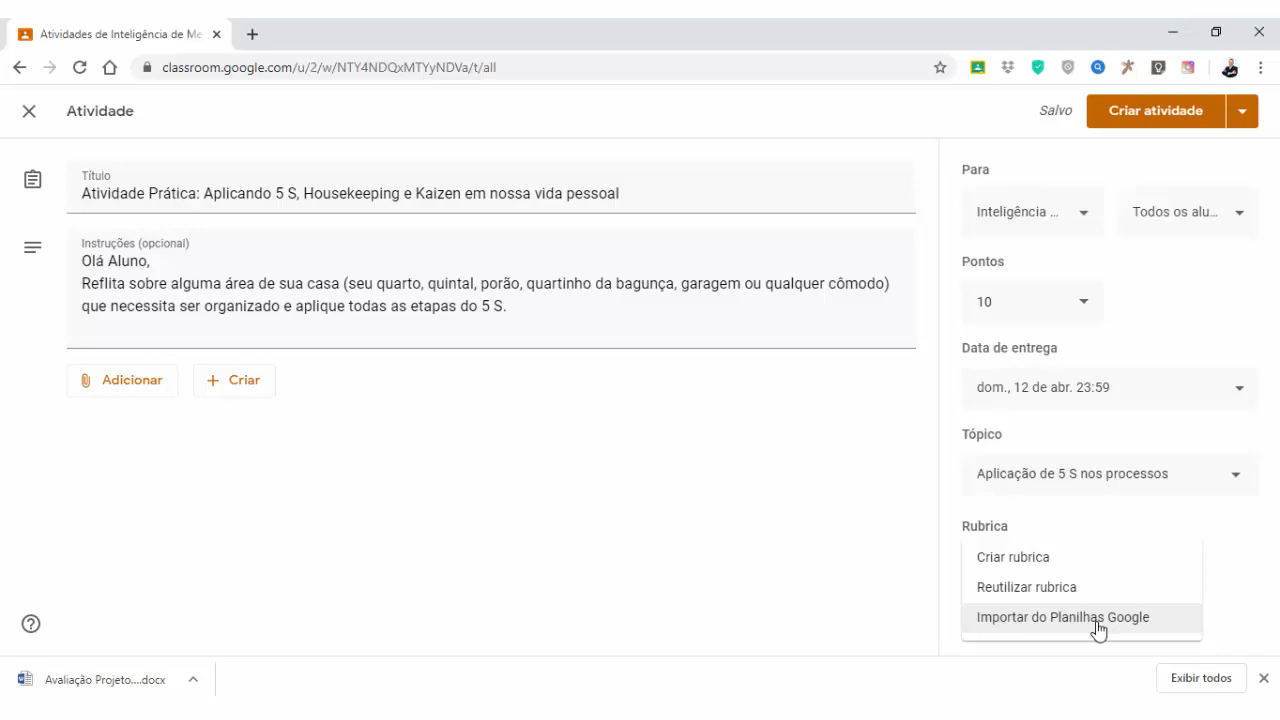 Atividades de Inteligência de Me
classroom.google.com/u/2/w/NTY4NDQxMTYyNDVa/t/all
Atividade
Salvo
Criar atividade
Título
Atividade Prática: Aplicando 5 S, Housekeeping e Kaizen em nossa vida pessoal
Instruções (opcional)
Olá Aluno,
Reflita sobre alguma área de sua casa (seu quarto, quintal, porão, quartinho da bagunça, garagem ou qualquer cômodo)
que necessita ser organizado e aplique todas as etapas do 5 S.
Adicionar
Criar
Para
Inteligência ...
Todos os alu...
Pontos
10
Data de entrega
dom., 12 de abr. 23:59
Tópico
Aplicação de 5 S nos processos
Rubrica
Criar rubrica
Reutilizar rubrica
Importar do Planilhas Google
Avaliação Projeto....docx
Exibir todos